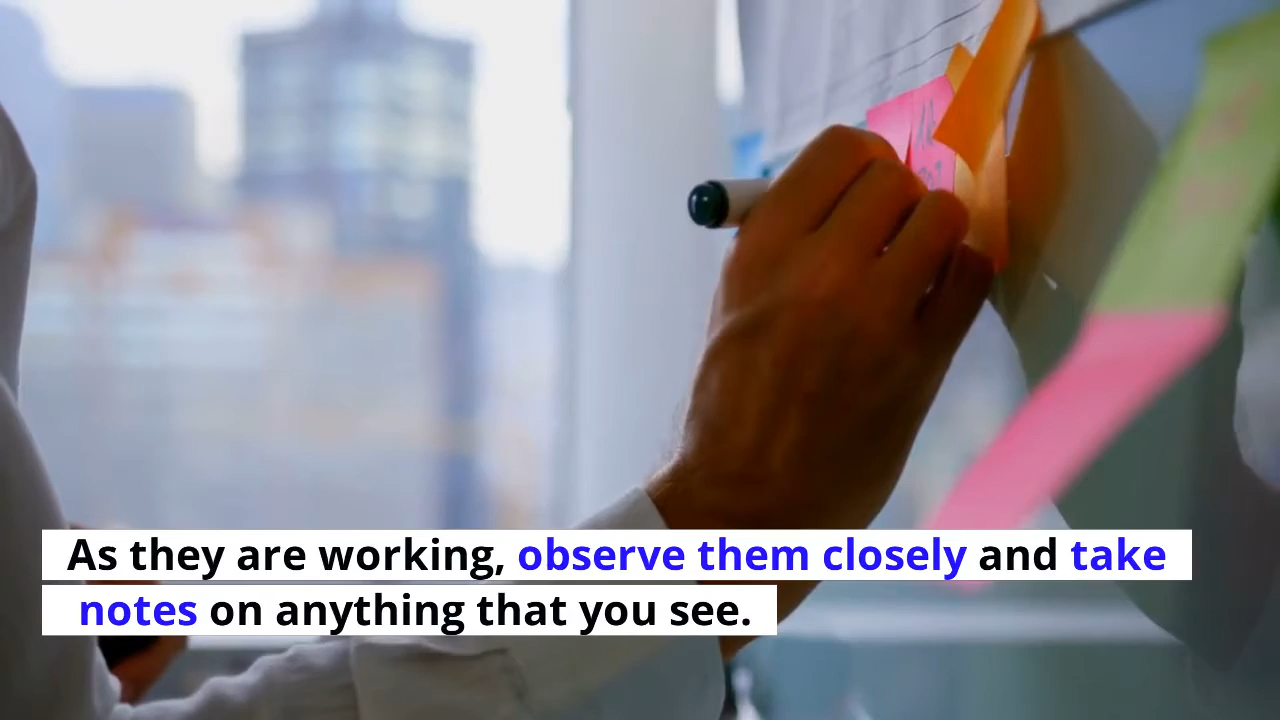 As they are working, observe them closely and take
notes on anything that you see.